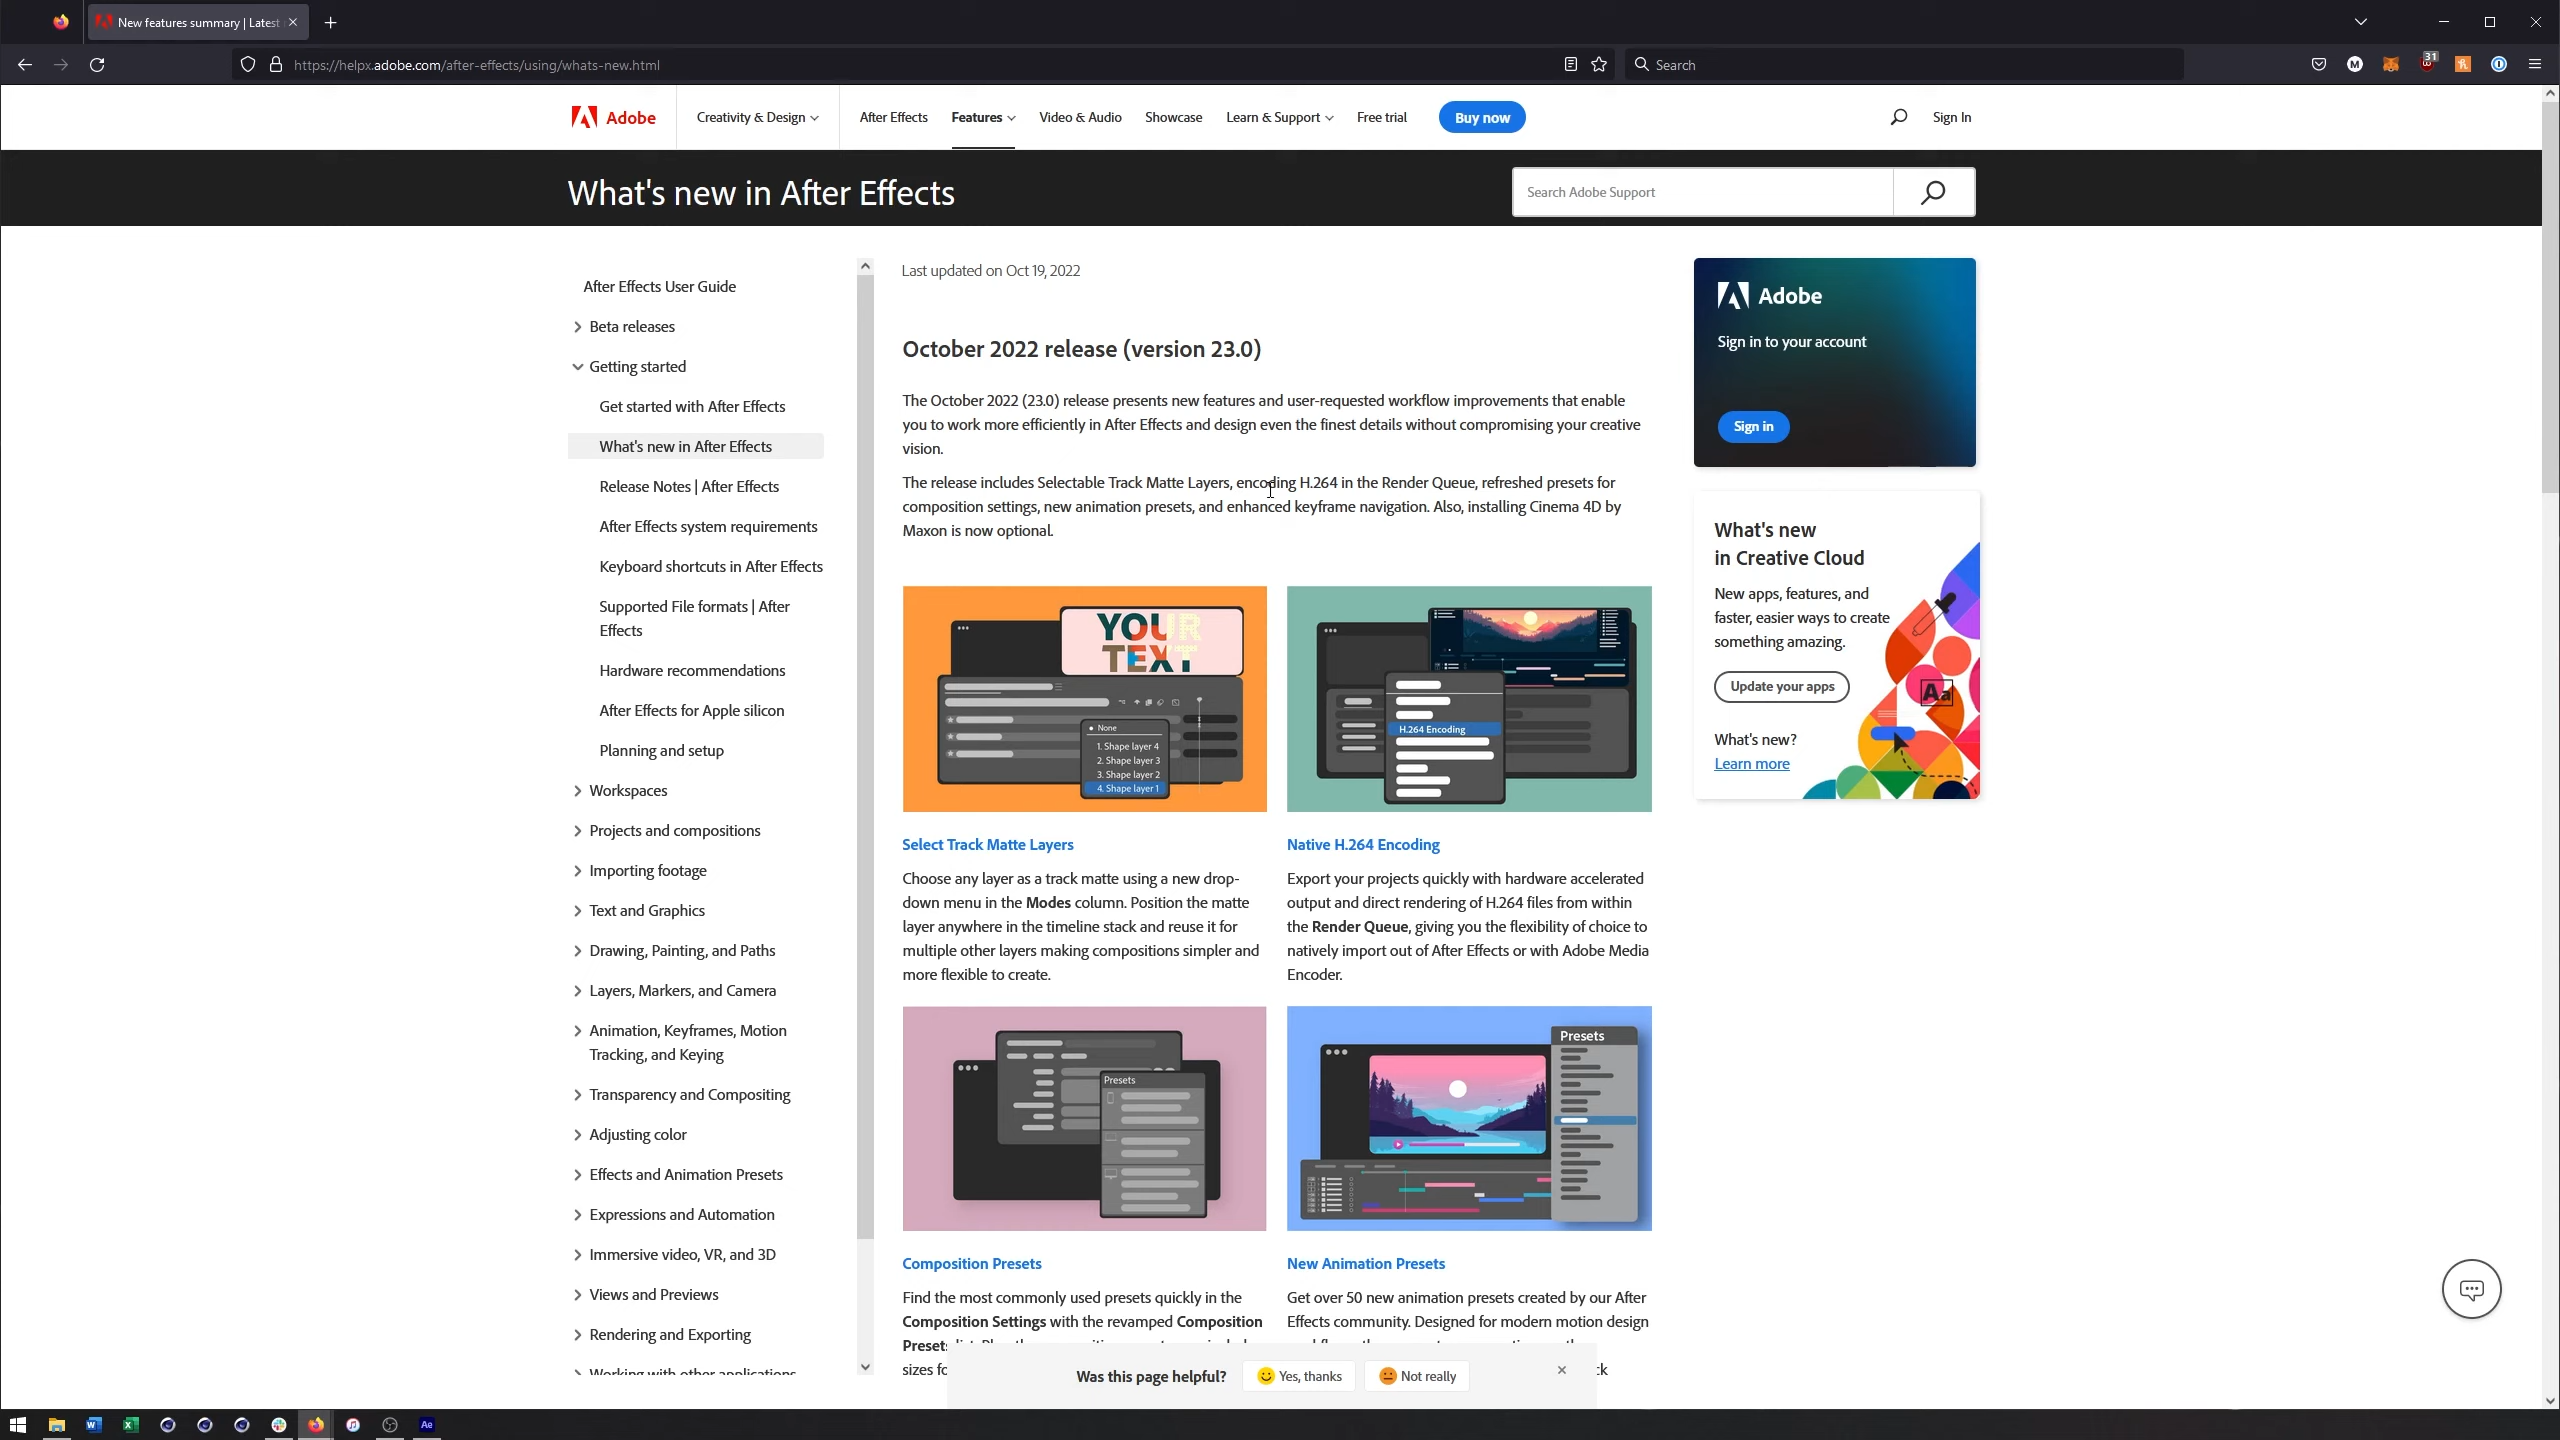 New features summary | Latest
https://helpx.adobe.com/after-effects/using/whats-new.html
Search
31
Adobe
Creativity & Design
After Effects
Features
Video & Audio
Showcase
Learn & Support
Free trial
Buy now
Sign In
What's new in After Effects
Search Adobe Support
After Effects User Guide
Beta releases
Getting started
Get started with After Effects
What's new in After Effects
Release Notes | After Effects
After Effects system requirements
Keyboard shortcuts in After Effects
Supported File formats | After
Effects
Hardware recommendations
After Effects for Apple silicon
Planning and setup
Workspaces
Projects and compositions
Importing footage
Text and Graphics
Drawing, Painting, and Paths
Layers, Markers, and Camera
Animation, Keyframes, Motion
Tracking, and Keying
Transparency and Compositing
Adjusting color
Effects and Animation Presets
Expressions and Automation
Immersive video, VR, and 3D
Views and Previews
Rendering and Exporting
Working with other applications
Last updated on Oct 19, 2022
October 2022 release (version 23.0)
The October 2022 (23.0) release presents new features and user-requested workflow improvements that enable
you to work more efficiently in After Effects and design even the finest details without compromising your creative
vision.
The release includes Selectable Track Matte Layers, encoding H.264 in the Render Queue, refreshed presets for
composition settings, new animation presets, and enhanced keyframe navigation. Also, installing Cinema 4D by
Maxon is now optional.
YOUR
TEXT
None
1. Shape layer 4
2. Shape layer 3
3. Shape layer 2
4. Shape layer 1
H.264 Encoding
Select Track Matte Layers
Choose any layer as a track matte using a new drop-
down menu in the Modes column. Position the matte
layer anywhere in the timeline stack and reuse it for
multiple other layers making compositions simpler and
more flexible to create.
Native H.264 Encoding
Export your projects quickly with hardware accelerated
output and direct rendering of H.264 files from within
the Render Queue, giving you the flexibility of choice to
natively import out of After Effects or with Adobe Media
Encoder.
Presets
Presets
Composition Presets
Find the most commonly used presets quickly in the
Composition Settings with the revamped Composition
New Animation Presets
Get over 50 new animation presets created by our After
Effects community. Designed for modern motion design
Was this page helpful?
Yes, thanks
Not really
Adobe
Sign in to your account
Sign in
What's new
in Creative Cloud
New apps, features, and
faster, easier ways to create
something amazing.
Update your apps
What's new?
Learn more
Aa
Ae